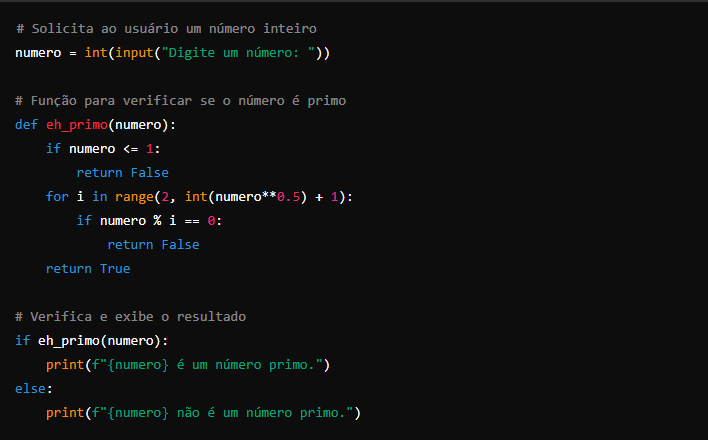 # Solicita ao usuário um número inteiro
numero = int(input("Digite um número: "))
# Função para verificar se o número é primo
def eh_primo(numero):
    if numero <= 1:
        return False
    for i in range(2, int(numero**0.5) + 1):
        if numero % i == 0:
            return False
    return True
# Verifica e exibe o resultado
if eh_primo(numero):
    print(f"{numero} é um número primo.")
else:
    print(f"{numero} não é um número primo.")